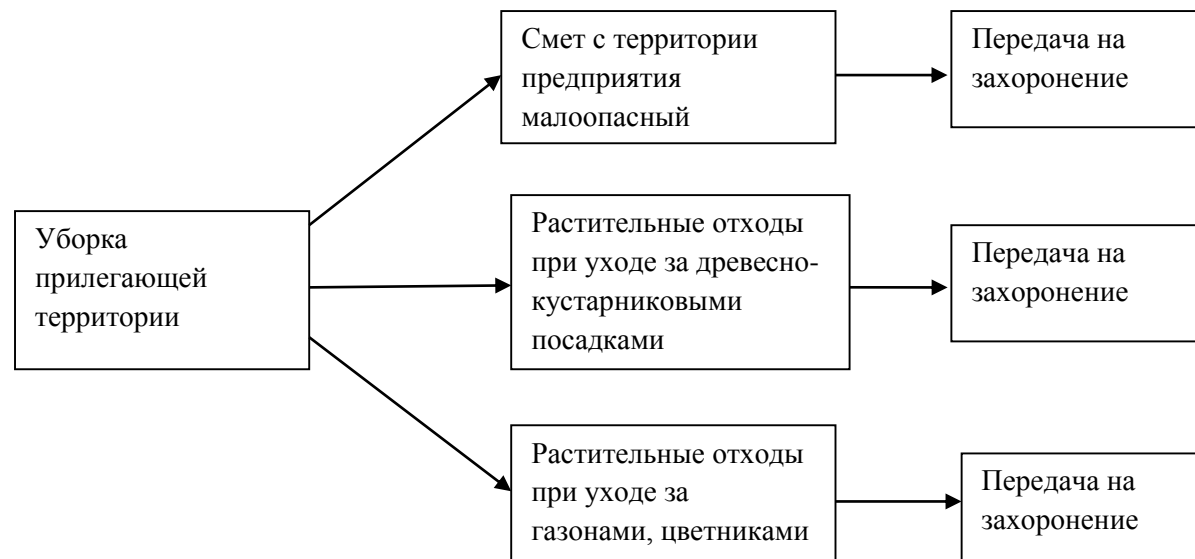 Уборка
прилегающей
территории
Смет с территории
предприятия
малоопасный
Передача на
захоронение
Растительные отходы
при уходе за древесно-
кустарниковыми
посадками
Передача на
захоронение
Растительные отходы
при уходе за
газонами, цветниками
Передача на
захоронение